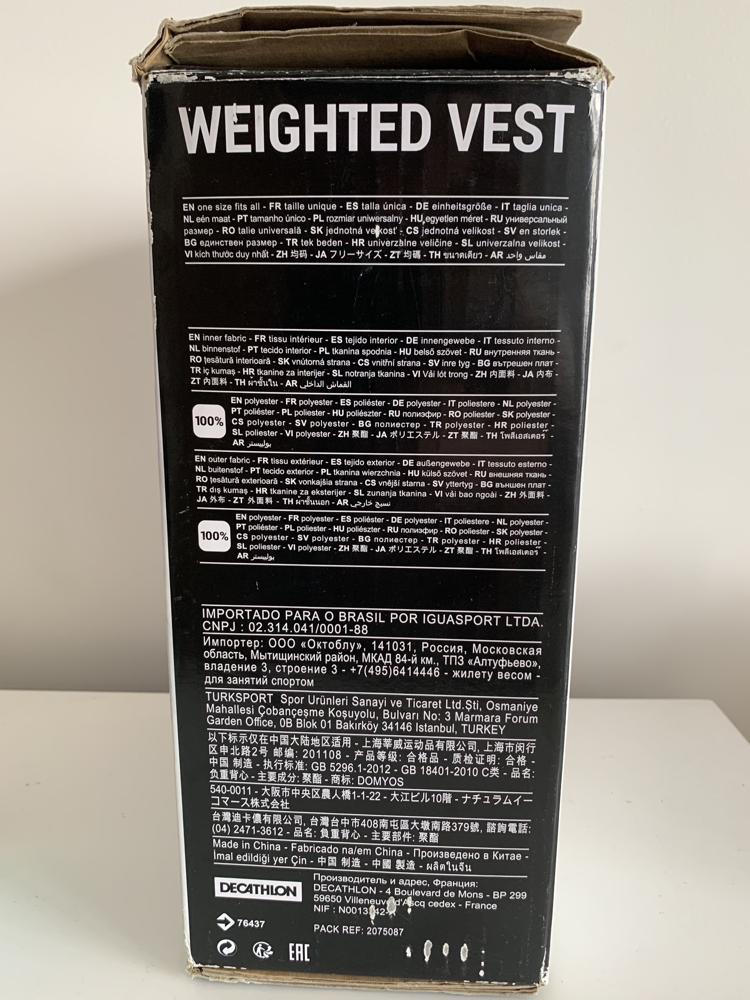 WEIGHTED VEST
EN one size fits all - FR taille unique - ES talla única - DE einheitsgröße - IT taglia unica -
NL eén maat - PT tamanho único - PL rozmiar uniwersalny - HU egyetlen méret - RU универсальный
размер - RO talie universală - SK jednotná veľkosť - CS jednotná velikost - SV en storlek -
BG единствен размер - TR tek beden - HR univerzalne veličine - SL univerzalna velikost -
VI kích thước duy nhất - ZH 均码 - JA フリーサイズ - ZT 均碼 - TH ขนาดเดียว - AR مقاس واحد
EN inner fabric - FR tissu intérieur - ES tejido interior - DE innengewebe - IT tessuto interno -
NL binnenstof - PT tecido interior - PL tkanina spodnia - HU belső szövet - RU внутренняя ткань -
RO țesătură interioară - SK vnútorná strana - CS vnitřní strana - SV inre tyg - BG вътрешен плат -
TR iç kumaş - HR tkanine za interijer - SL notranja tkanina - VI Vải lót trong - ZH 内面料 - JA 内布 -
ZT 內面料 - TH ผ้าชั้นใน - AR القماش الداخلي
100%
EN polyester - FR polyester - ES poliéster - DE polyester - IT poliestere - NL polyester -
PT poliéster - PL poliester - HU poliészter - RU полиэфир - RO poliester - SK polyester -
CS polyester - SV polyester - BG полиестер - TR polyester - HR poliester -
SL poliester - VI polyester - ZH 聚酯 - JA ポリエステル - ZT 聚酯 - TH โพลีเอสเตอร์ -
AR بوليستر
EN outer fabric - FR tissu extérieur - ES tejido exterior - DE außengewebe - IT tessuto esterno -
NL buitenstof - PT tecido exterior - PL tkanina wierzchnia - HU külső szövet - RU внешняя ткань -
RO țesătură exterioară - SK vonkajšia strana - CS vnější starna - SV yttertyg - BG външен плат -
TR dış kumaş - HR tkanine za eksterijer - SL zunanja tkanina - VI vải bao ngoài - ZH 外面料 -
JA 外布 - ZT 外面料 - TH ผ้าชั้นนอก - AR نسيج خارجي
100%
EN polyester - FR polyester - ES poliéster - DE polyester - IT poliestere - NL polyester -
PT poliéster - PL poliester - HU poliészter - RU полиэфир - RO poliester - SK polyester -
CS polyester - SV polyester - BG полиестер - TR polyester - HR poliester -
SL poliester - VI polyester - ZH 聚酯 - JA ポリエステル - ZT 聚酯 - TH โพลีเอสเตอร์ -
AR بوليستر
IMPORTADO PARA O BRASIL POR IGUASPORT LTDA.
CNPJ : 02.314.041/0001-88
Импортер: ООО «Октоблу», 141031, Россия, Московская
область, Мытищинский район, МКАД 84-й км., ТПЗ «Алтуфьево»,
владение 3, строение 3 - +7(495)6414446 - жилету весом -
для занятий спортом
TURKSPORT Spor Urünleri Sanayi ve Ticaret Ltd.Şti, Osmaniye
Mahallesi Çobançeşme Koşuyolu, Bulvarı No: 3 Marmara Forum
Garden Office, 0B Blok 01 Bakırköy 34146 Istanbul, TURKEY
以下标示仅在中国大陆地区适用 - 上海莘威运动品有限公司, 上海市闵行
区申北路2号 邮编: 201108 - 产品等级: 合格品 - 质检证明: 合格 -
中国 制造 - 执行标准: GB 5296.1-2012 - GB 18401-2010 C类 - 品名:
负重背心 - 主要成分: 聚酯 - 商标: DOMYOS
540-0011 - 大阪市中央区農人橋1-1-22 - 大江ビル10階 - ナチュラムイー
コマース株式会社
台灣迪卡儂有限公司, 台灣台中市408南屯區大墩南路379號, 諮詢電話:
(04) 2471-3612 - 品名: 負重背心 - 主要部件: 聚酯
Made in China - Fabricado na/em China - Произведено в Китае -
İmal edildiği yer Çin - 中国 制造 - 中國 製造 - ผลิตในจีน
DECATHLON
Производитель и адрес, Франция:
DECATHLON - 4 Boulevard de Mons - BP 299
59650 Villeneuve d'Ascq cedex - France
NIF :
76437
PACK REF: 2075087
EAC